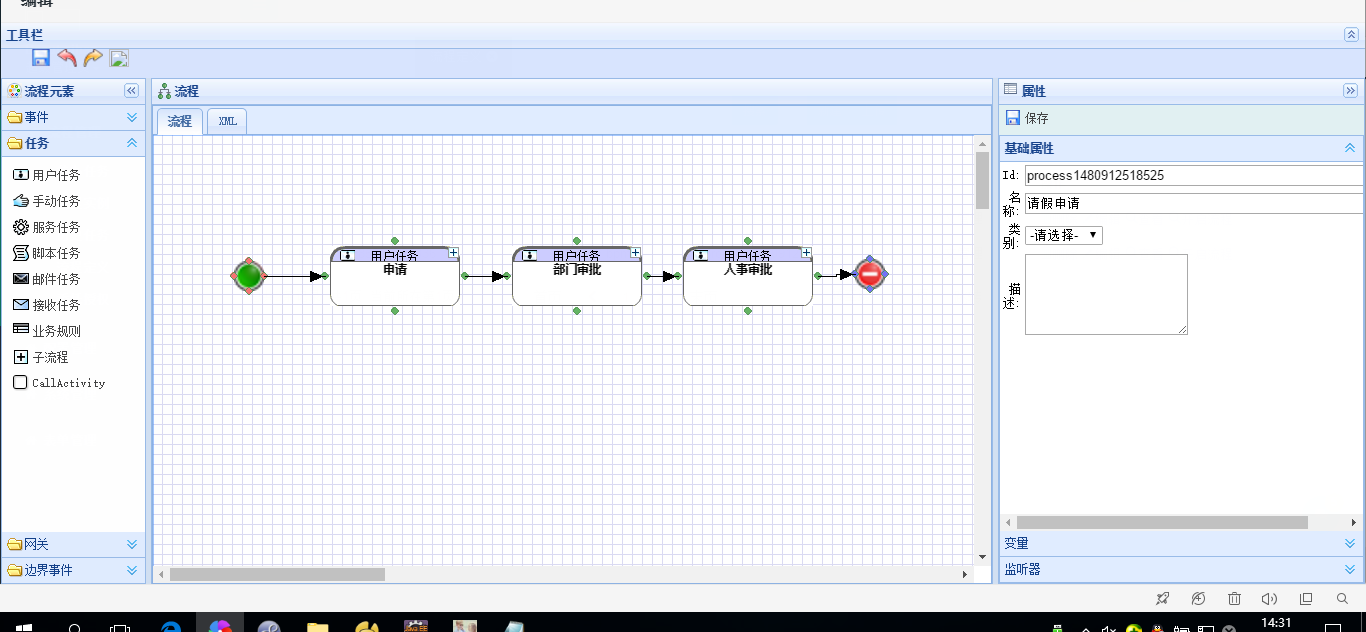 编辑
工具栏
流程元素
事件
任务
用户任务
手动任务
服务任务
脚本任务
邮件任务
接收任务
业务规则
子流程
CallActivity
网关
边界事件
流程
流程 XML
用户任务
申请
用户任务
部门审批
用户任务
人事审批
属性
保存
基础属性
Id: process1480912518525
名称: 请假申请
类别: -请选择-
描述:
变量
监听器
14:31